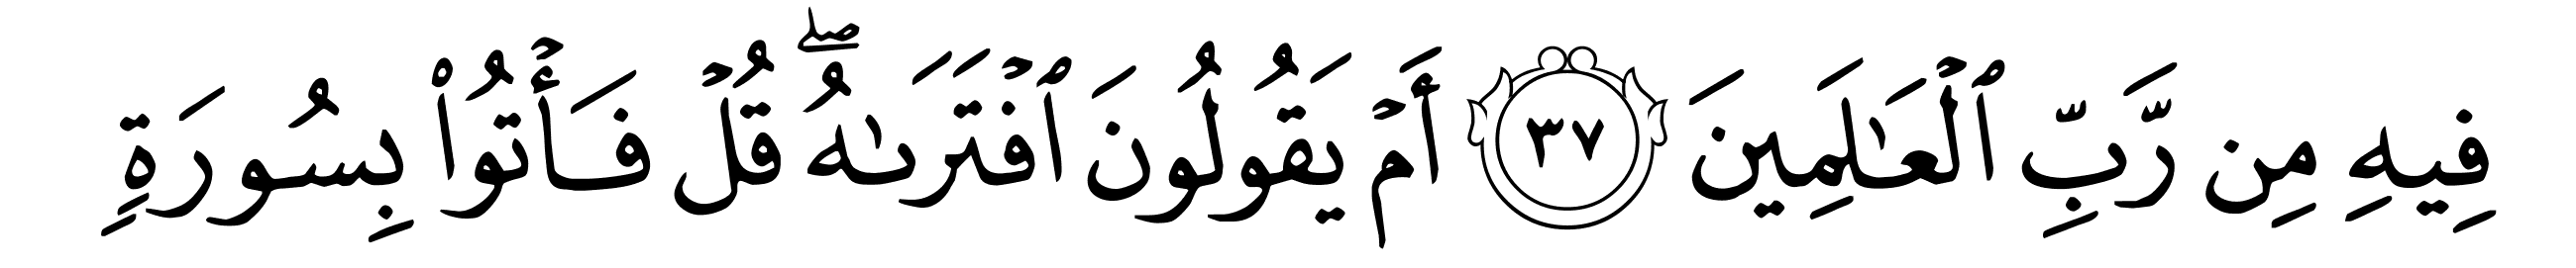 فِيهِ مِن رَّبِّ ٱلْعَـٰلَمِينَ ٣٧ أَمْ يَقُولُونَ ٱفْتَرَىٰهُ ۖ قُلْ فَأْتُوا۟ بِسُورَةٍ